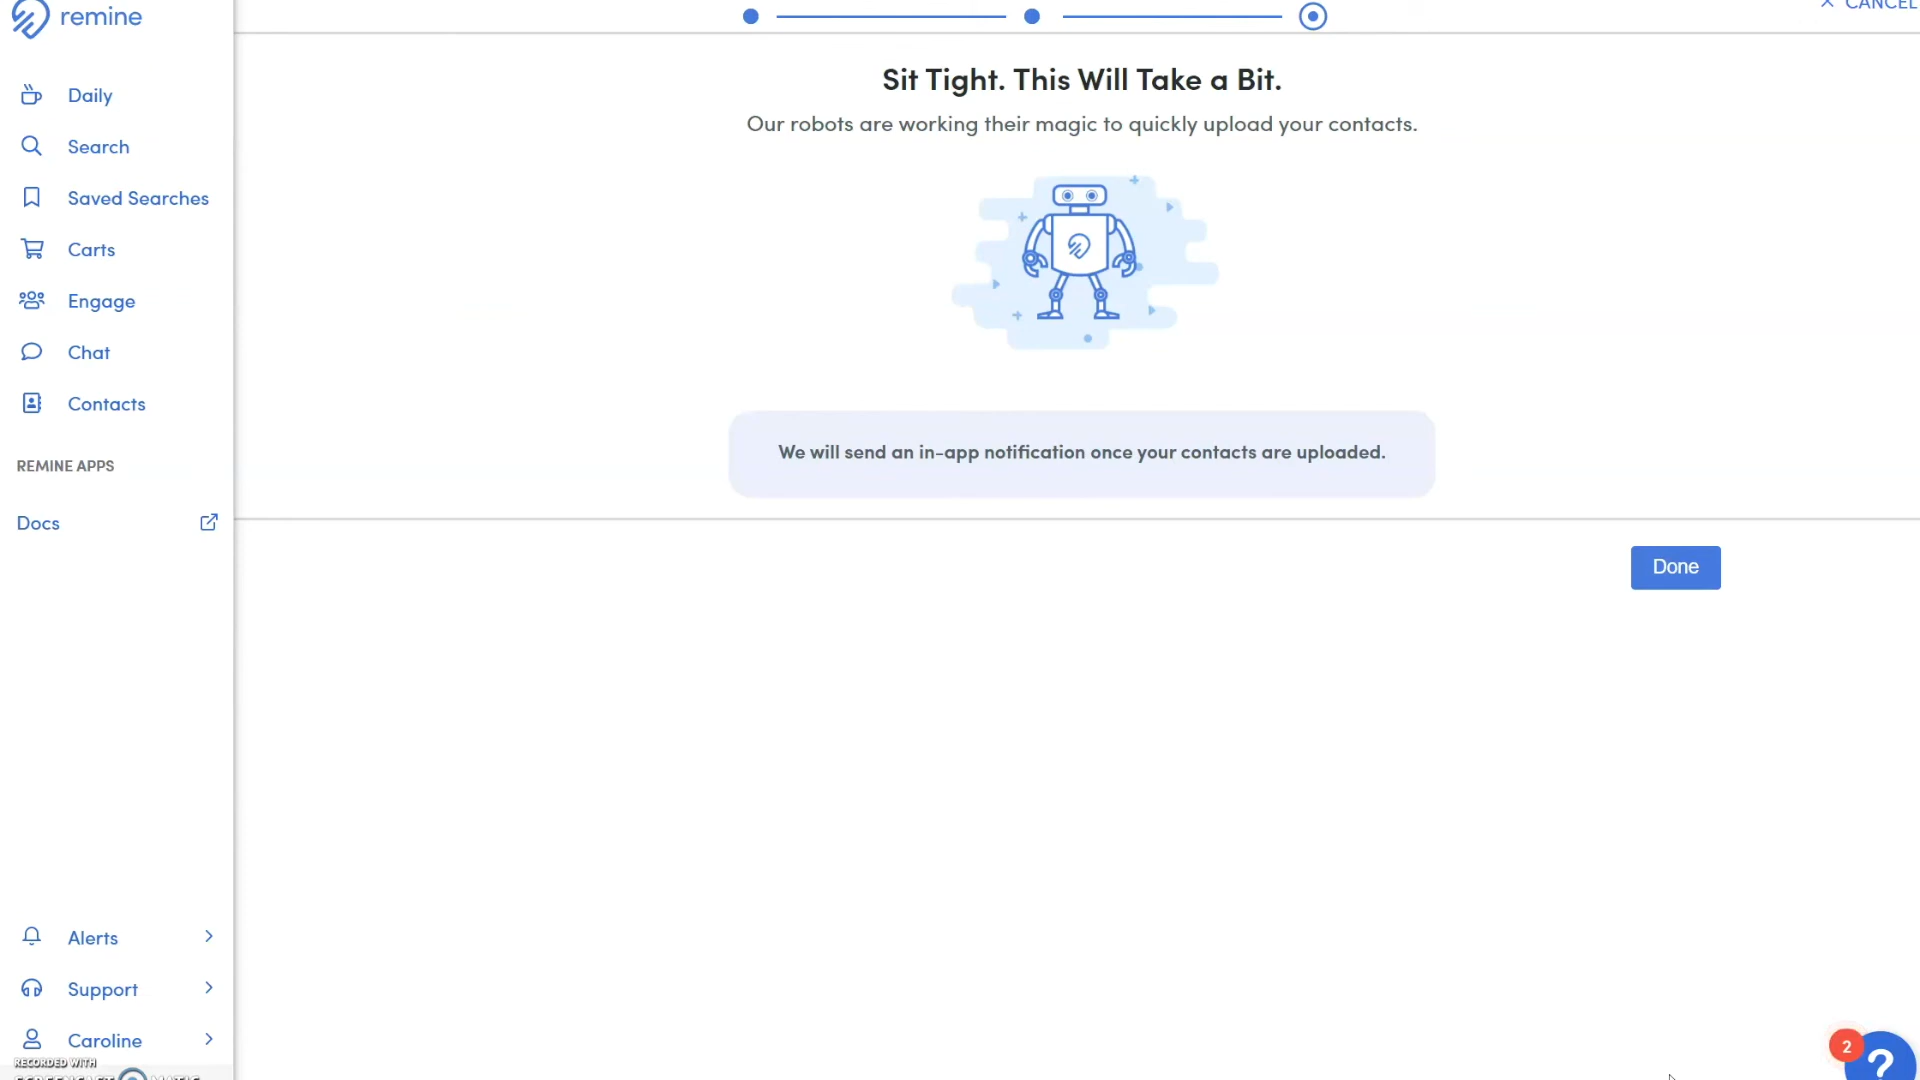 remine
CANCEL
Daily
Search
Saved Searches
Carts
Engage
Chat
Contacts
REMINE APPS
Docs
Sit Tight. This Will Take a Bit.
Our robots are working their magic to quickly upload your contacts.
We will send an in-app notification once your contacts are uploaded.
Done
Alerts
Support
Caroline
RECORDED WITH
SCREENCAST MATIC
2
?